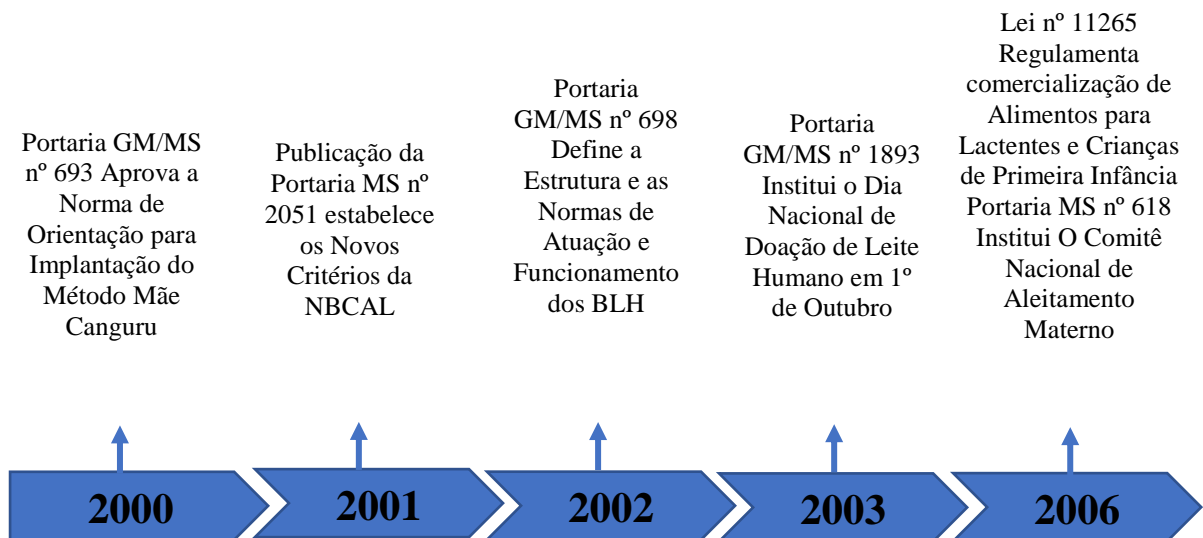 Portaria GM/MS
nº 693 Aprova a
Norma de
Orientação para
Implantação do
Método Mãe
Canguru
Publicação da
Portaria MS nº
2051 estabelece
os Novos
Critérios da
NBCAL
Portaria
GM/MS nº 698
Define a
Estrutura e as
Normas de
Atuação e
Funcionamento
dos BLH
Portaria
GM/MS nº 1893
Institui o Dia
Nacional de
Doação de Leite
Humano em 1º
de Outubro
Lei nº 11265
Regulamenta
comercialização de
Alimentos para
Lactentes e Crianças
de Primeira Infância
Portaria MS nº 618
Institui O Comitê
Nacional de
Aleitamento
Materno
2000
2001
2002
2003
2006